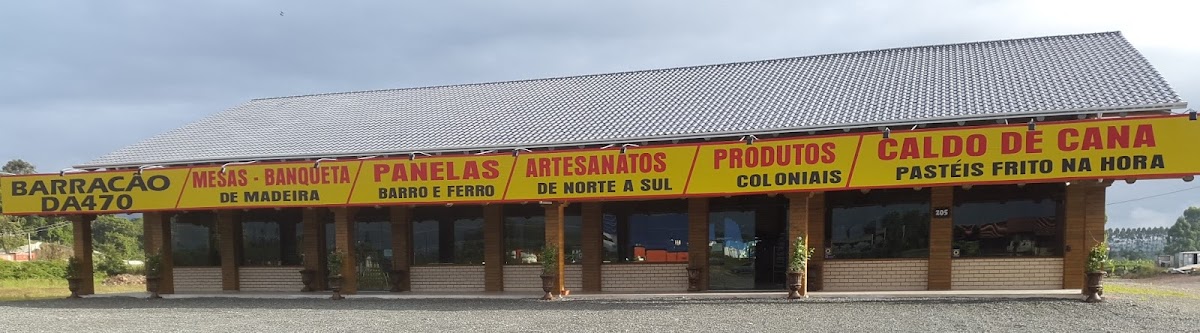 BARRACÃO
DA470
MESAS - BANQUETA
DE MADEIRA
PANELAS
BARRO E FERRO
ARTESANATOS
DE NORTE A SUL
PRODUTOS
COLONIAIS
CALDO DE CANA
PASTÉIS FRITO NA HORA
205